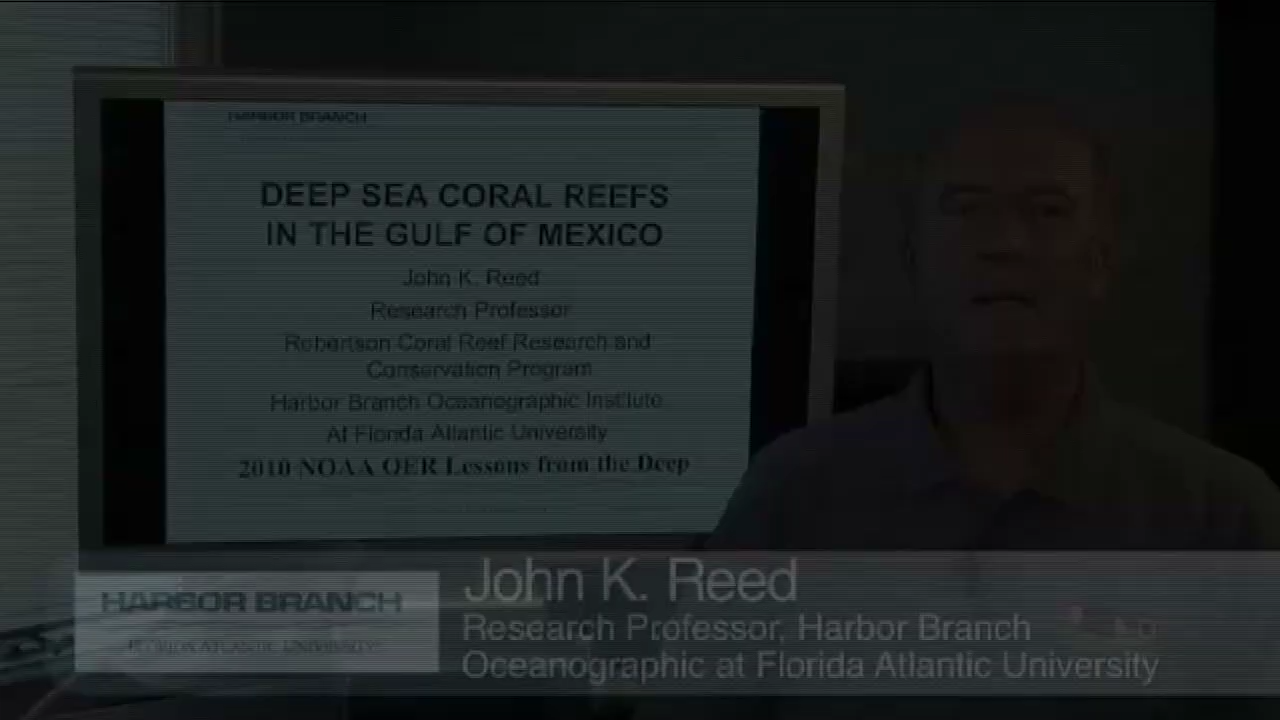 HARBOR BRANCH
DEEP SEA CORAL REEFS
IN THE GULF OF MEXICO
John K. Reed
Research Professor
Robertson Coral Reef Research and
Conservation Program
Harbor Branch Oceanographic Institute
At Florida Atlantic University
2010 NOAA OER Lessons from the Deep
HARBOR BRANCH
FLORIDA ATLANTIC UNIVERSITY
John K. Reed
Research Professor, Harbor Branch
Oceanographic at Florida Atlantic University